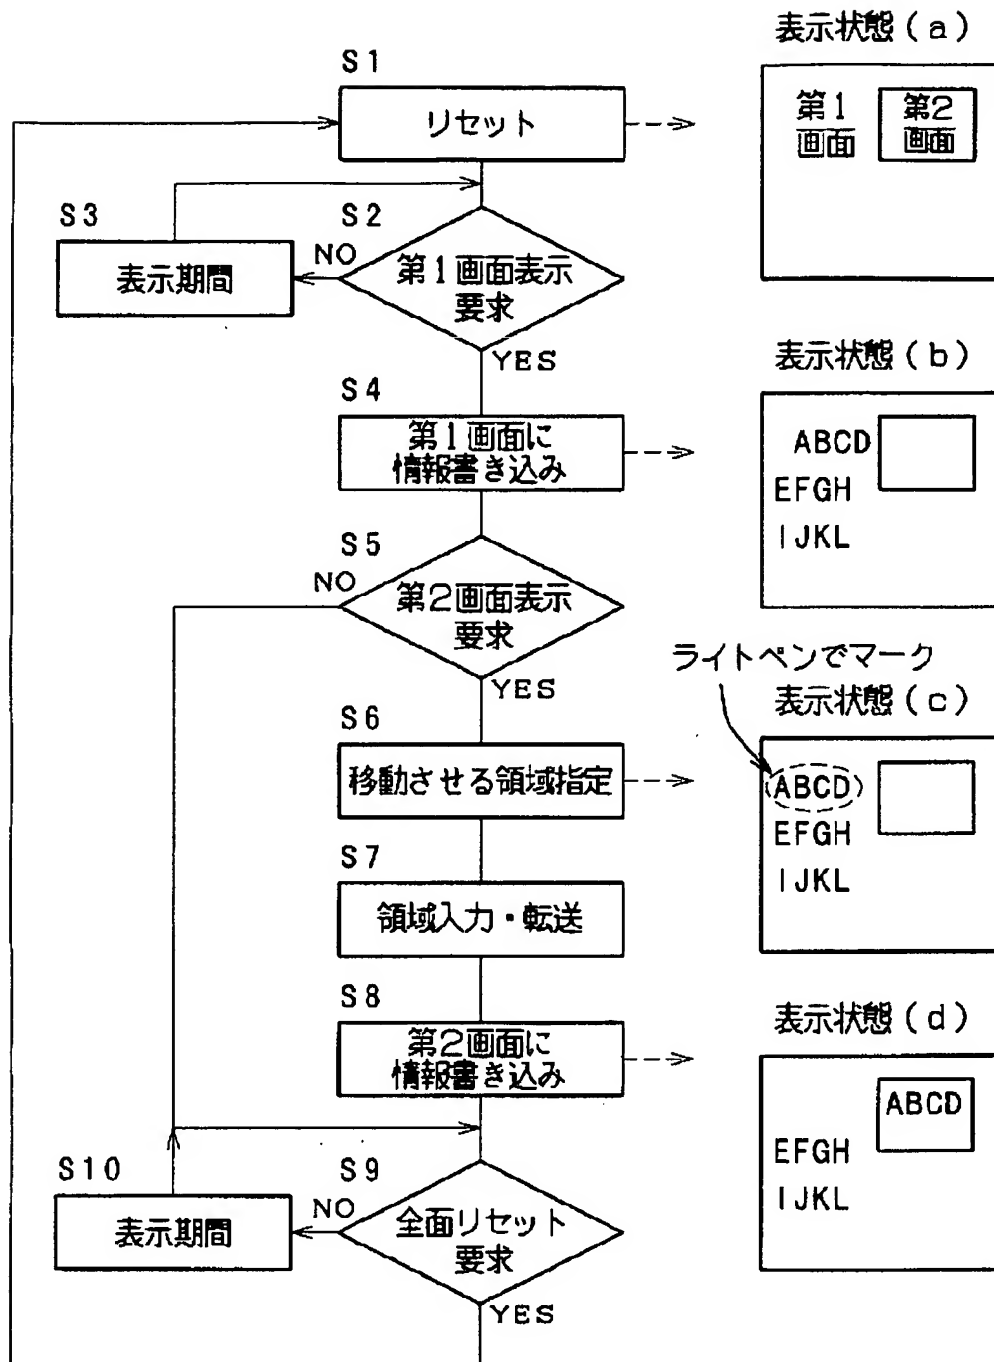 表示状態（a）
S1
リセット
第1
画面
第2
画面
S3
S2
NO
表示期間
第1画面表示
要求
YES
表示状態（b）
S4
第1画面に
情報書き込み
ABCD
EFGH
IJKL
S5
NO
第2画面表示
要求
YES
ライトペンでマーク
表示状態（c）
S6
移動させる領域指定
ABCD
EFGH
IJKL
S7
領域入力・転送
S8
第2画面に
情報書き込み
表示状態（d）
ABCD
EFGH
IJKL
S10
S9
NO
表示期間
全面リセット
要求
YES